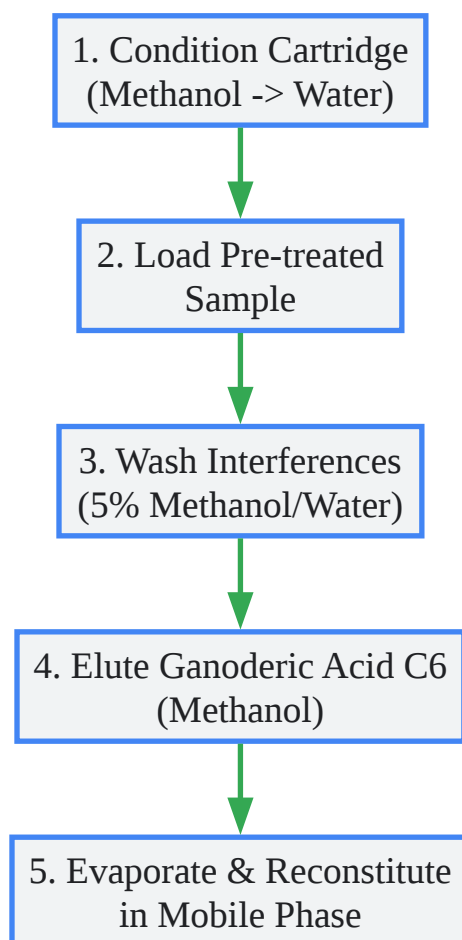 1. Condition Cartridge
(Methanol -> Water)
2. Load Pre-treated
Sample
3. Wash Interferences
(5% Methanol/Water)
4. Elute Ganoderic Acid C6
(Methanol)
5. Evaporate & Reconstitute
in Mobile Phase